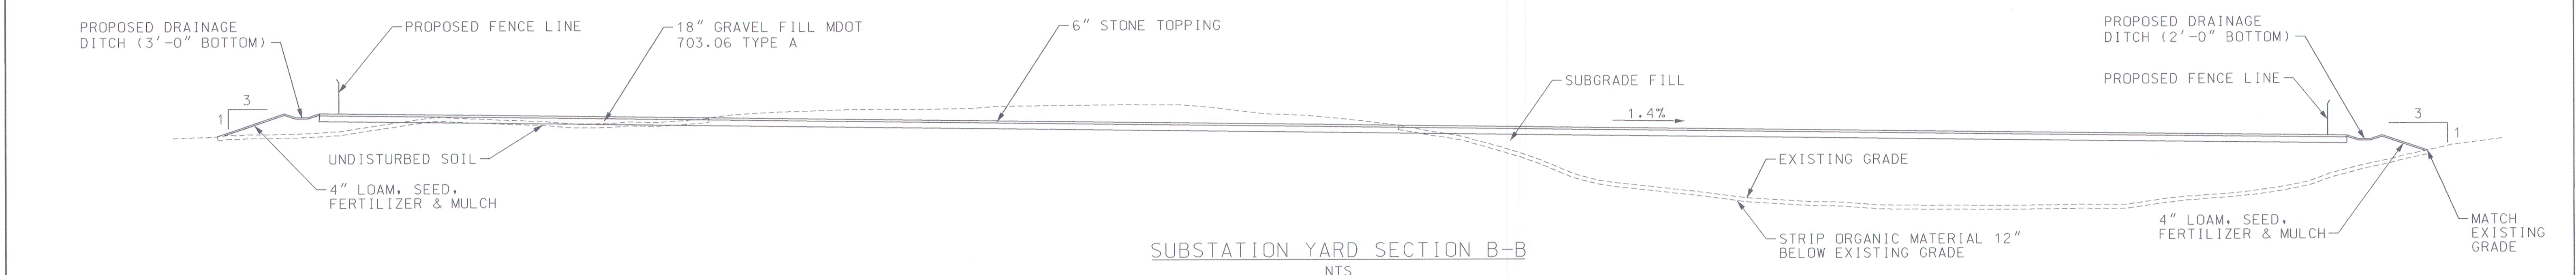 PROPOSED DRAINAGE
DITCH (3'-0" BOTTOM)
PROPOSED FENCE LINE
18" GRAVEL FILL MDOT
703.06 TYPE A
6" STONE TOPPING
SUBGRADE FILL
PROPOSED DRAINAGE
DITCH (2'-0" BOTTOM)
PROPOSED FENCE LINE
3
1
1.4%
3
1
UNDISTURBED SOIL
4" LOAM, SEED,
FERTILIZER & MULCH
EXISTING GRADE
STRIP ORGANIC MATERIAL 12"
BELOW EXISTING GRADE
4" LOAM, SEED,
FERTILIZER & MULCH
MATCH
EXISTING
GRADE
SUBSTATION YARD SECTION B-B
NTS